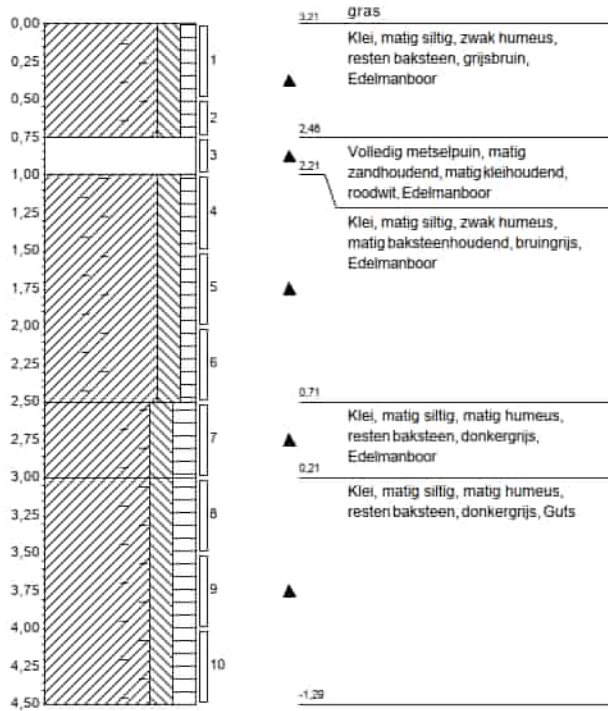 3,21 gras
0,00
Klei, matig siltig, zwak humeus,
resten baksteen, grijsbruin,
Edelmanboor
0,25
1
0,50
2
0,75
2,46
3
Volledig metselpuin, matig
zandhoudend, matig kleihoudend,
roodwit, Edelmanboor
1,00
2,21
1,25
4
Klei, matig siltig, zwak humeus,
matig baksteenhoudend, bruingrijs,
Edelmanboor
1,50
1,75
5
2,00
2,25
6
2,50
0,71
Klei, matig siltig, matig humeus,
resten baksteen, donkergrijs,
Edelmanboor
2,75
7
3,00
0,21
Klei, matig siltig, matig humeus,
resten baksteen, donkergrijs, Guts
3,25
8
3,50
3,75
9
4,00
4,25
10
4,50
-1,29